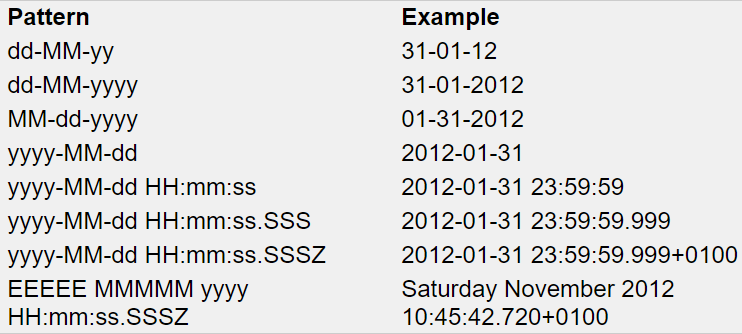 Pattern Example
dd-MM-yy 31-01-12
dd-MM-yyyy 31-01-2012
MM-dd-yyyy 01-31-2012
yyyy-MM-dd 2012-01-31
yyyy-MM-dd HH:mm:ss 2012-01-31 23:59:59
yyyy-MM-dd HH:mm:ss.SSS 2012-01-31 23:59:59.999
yyyy-MM-dd HH:mm:ss.SSSZ 2012-01-31 23:59:59.999+0100
EEEEE MMMMM yyyy Saturday November 2012
HH:mm:ss.SSSZ 10:45:42.720+0100